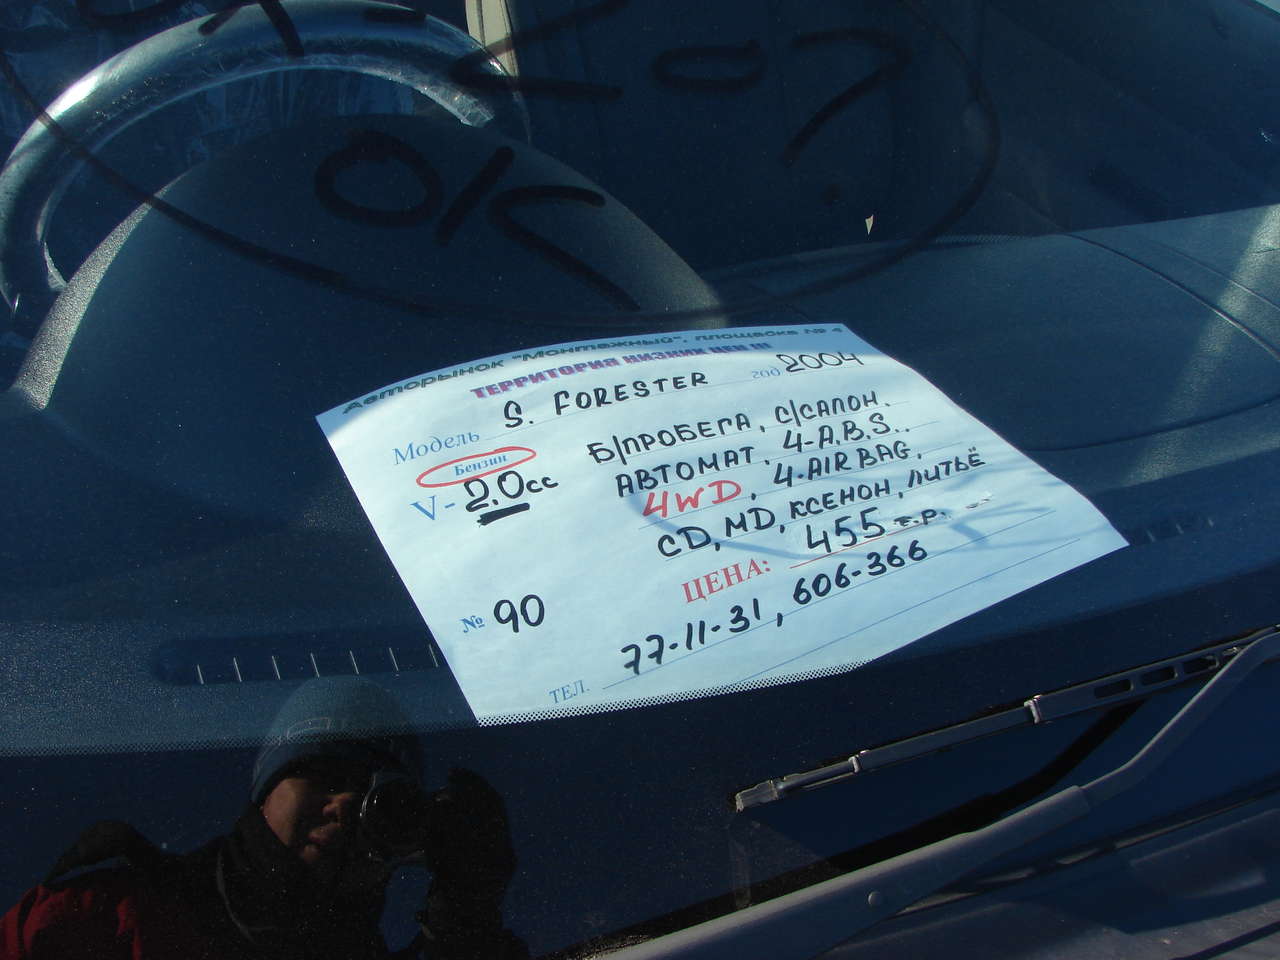 OK
Авторынок "Монтажный", площадка № 4
ТЕРРИТОРИЯ НИЗКИХ ЦЕН !!!
Модель S. FORESTER год 2004
Бензин
V- 2.0cc
Б/ПРОБЕГА, С/САЛОН.
АВТОМАТ, 4-A.B.S.,
4WD, 4-AIR BAG,
CD, MD, КСЕНОН, ЛИТЬЁ
ЦЕНА: 455 т.р.
№ 90
ТЕЛ. 77-11-31, 606-366